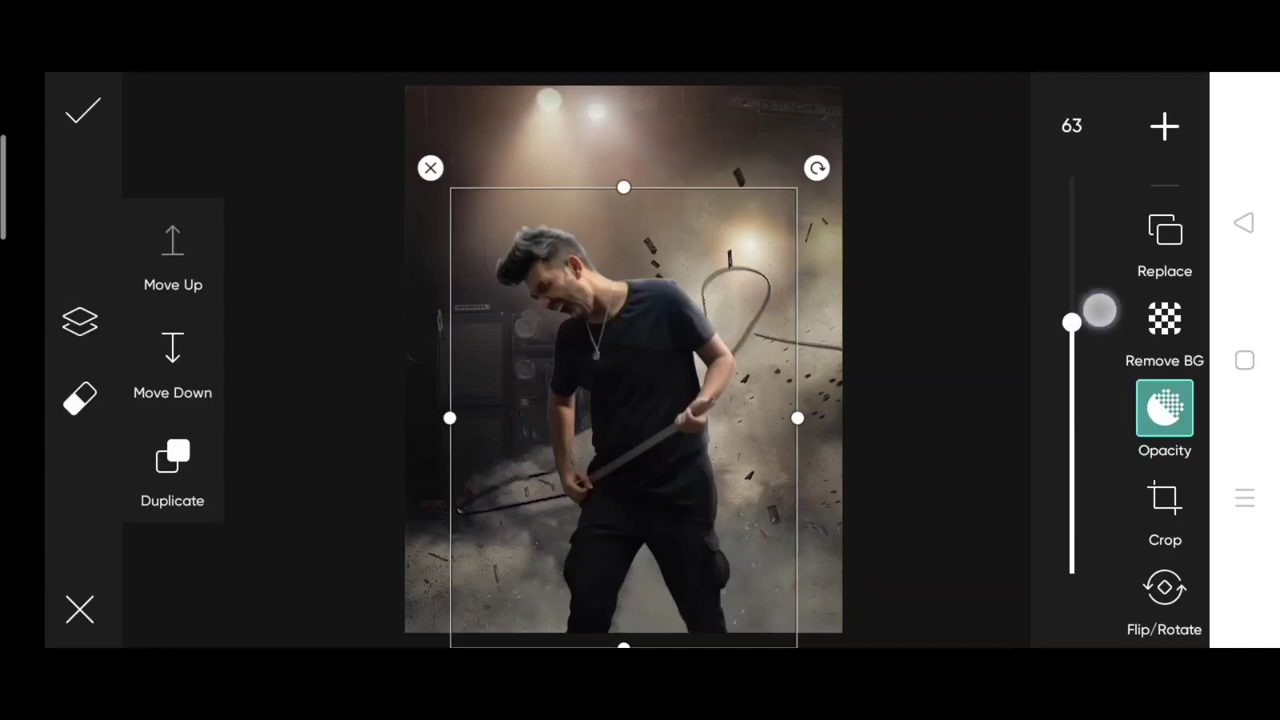 63
Move Up
Replace
Move Down
Remove BG
Opacity
Duplicate
Crop
Flip/Rotate